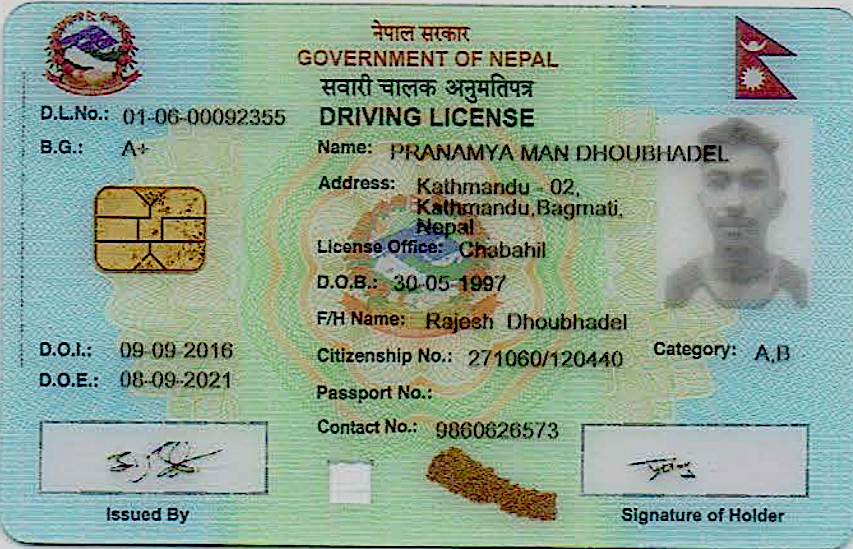 नेपाल सरकार
GOVERNMENT OF NEPAL
सवारी चालक अनुमतिपत्र
D.L.No.: 01-06-00092355 DRIVING LICENSE
B.G.: A+ Name: PRANAMYA MAN DHOUBHADEL
Address: Kathmandu - 02,
Kathmandu,Bagmati,
Nepal
License Office: Chabahil
D.O.B.: 30-05-1997
F/H Name: Rajesh Dhoubhadel
D.O.I.: 09-09-2016 Citizenship No.: 271060/120440 Category: A,B
D.O.E.: 08-09-2021 Passport No.:
Contact No.: 9860626573
Issued By Signature of Holder